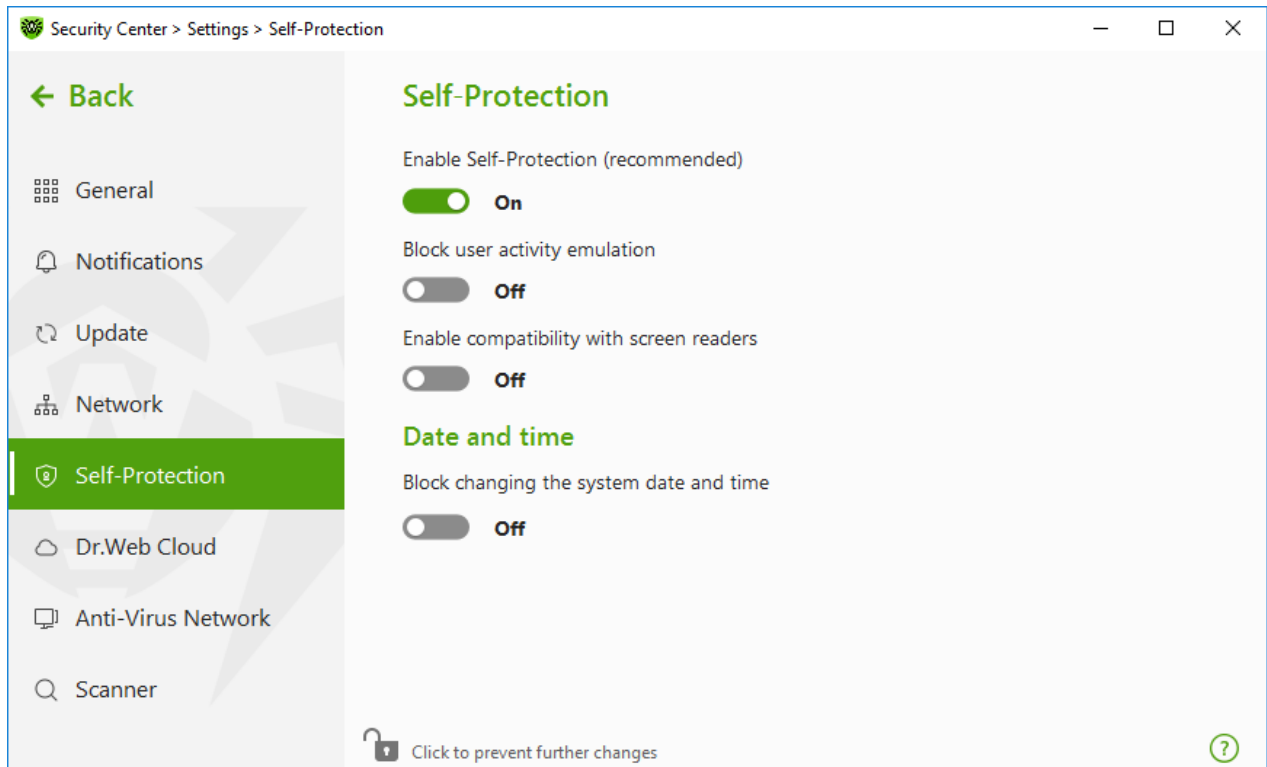 Security Center > Settings > Self-Protection
Back
General
Notifications
Update
Network
Self-Protection
Dr.Web Cloud
Anti-Virus Network
Scanner
Self-Protection
Enable Self-Protection (recommended)
On
Block user activity emulation
Off
Enable compatibility with screen readers
Off
Date and time
Block changing the system date and time
Off
Click to prevent further changes
?